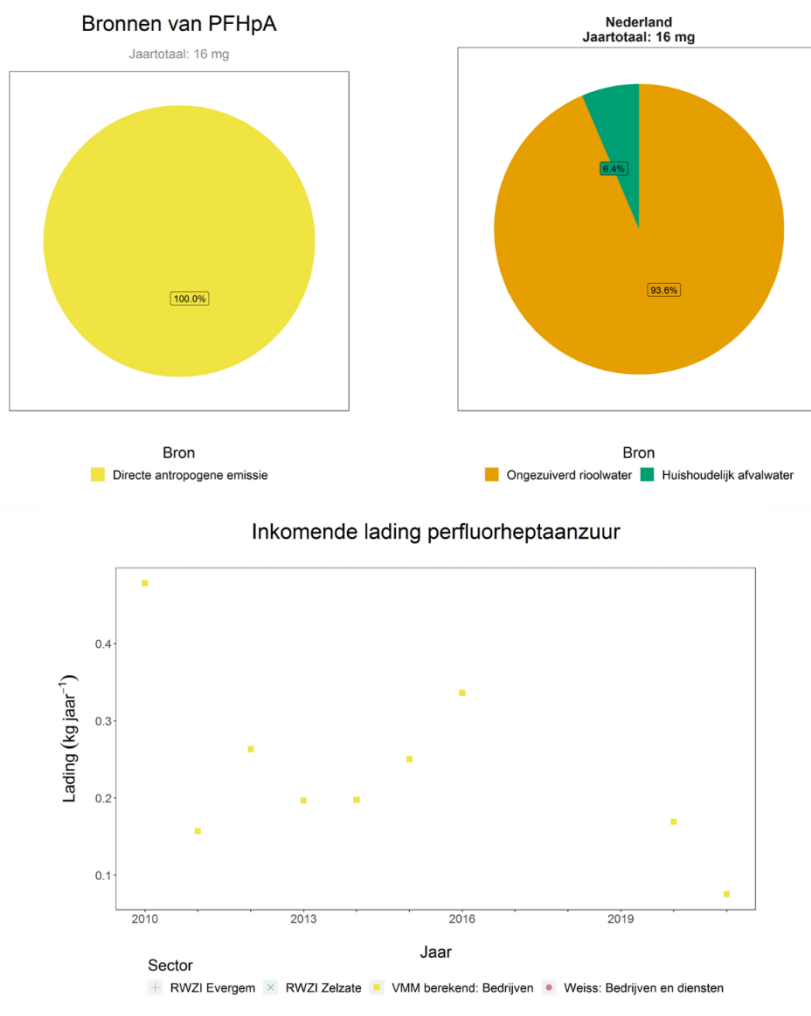 Bronnen van PFHpA
Jaartotaal: 16 mg
100.0%
Bron
Directe antropogene emissie
Nederland
Jaartotaal: 16 mg
6.4%
93.6%
Bron
Ongezuiverd rioolwater Huishoudelijk afvalwater
Inkomende lading perfluorheptaanzuur
Lading (kg jaar⁻¹)
0.4
0.3
0.2
0.1
2010 2013 2016 2019
Jaar
Sector
RWZI Evergem RWZI Zelzate VMM berekend: Bedrijven Weiss: Bedrijven en diensten